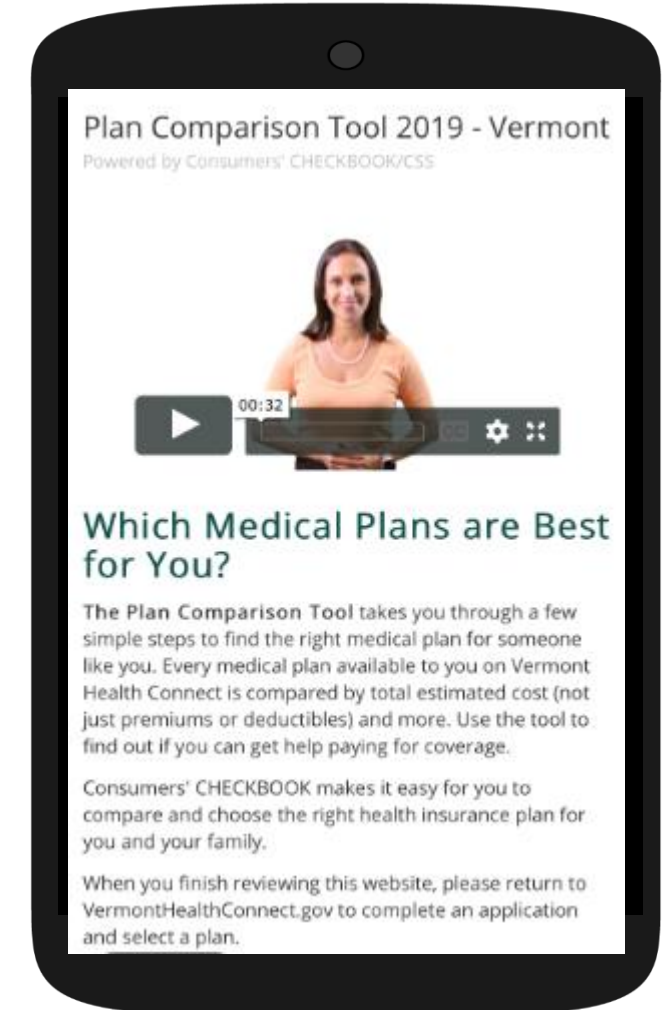 Plan Comparison Tool 2019 - Vermont
Powered by Consumers' CHECKBOOK/CSS
00:32
Which Medical Plans are Best
for You?
The Plan Comparison Tool takes you through a few
simple steps to find the right medical plan for someone
like you. Every medical plan available to you on Vermont
Health Connect is compared by total estimated cost (not
just premiums or deductibles) and more. Use the tool to
find out if you can get help paying for coverage.
Consumers' CHECKBOOK makes it easy for you to
compare and choose the right health insurance plan for
you and your family.
When you finish reviewing this website, please return to
VermontHealthConnect.gov to complete an application
and select a plan.